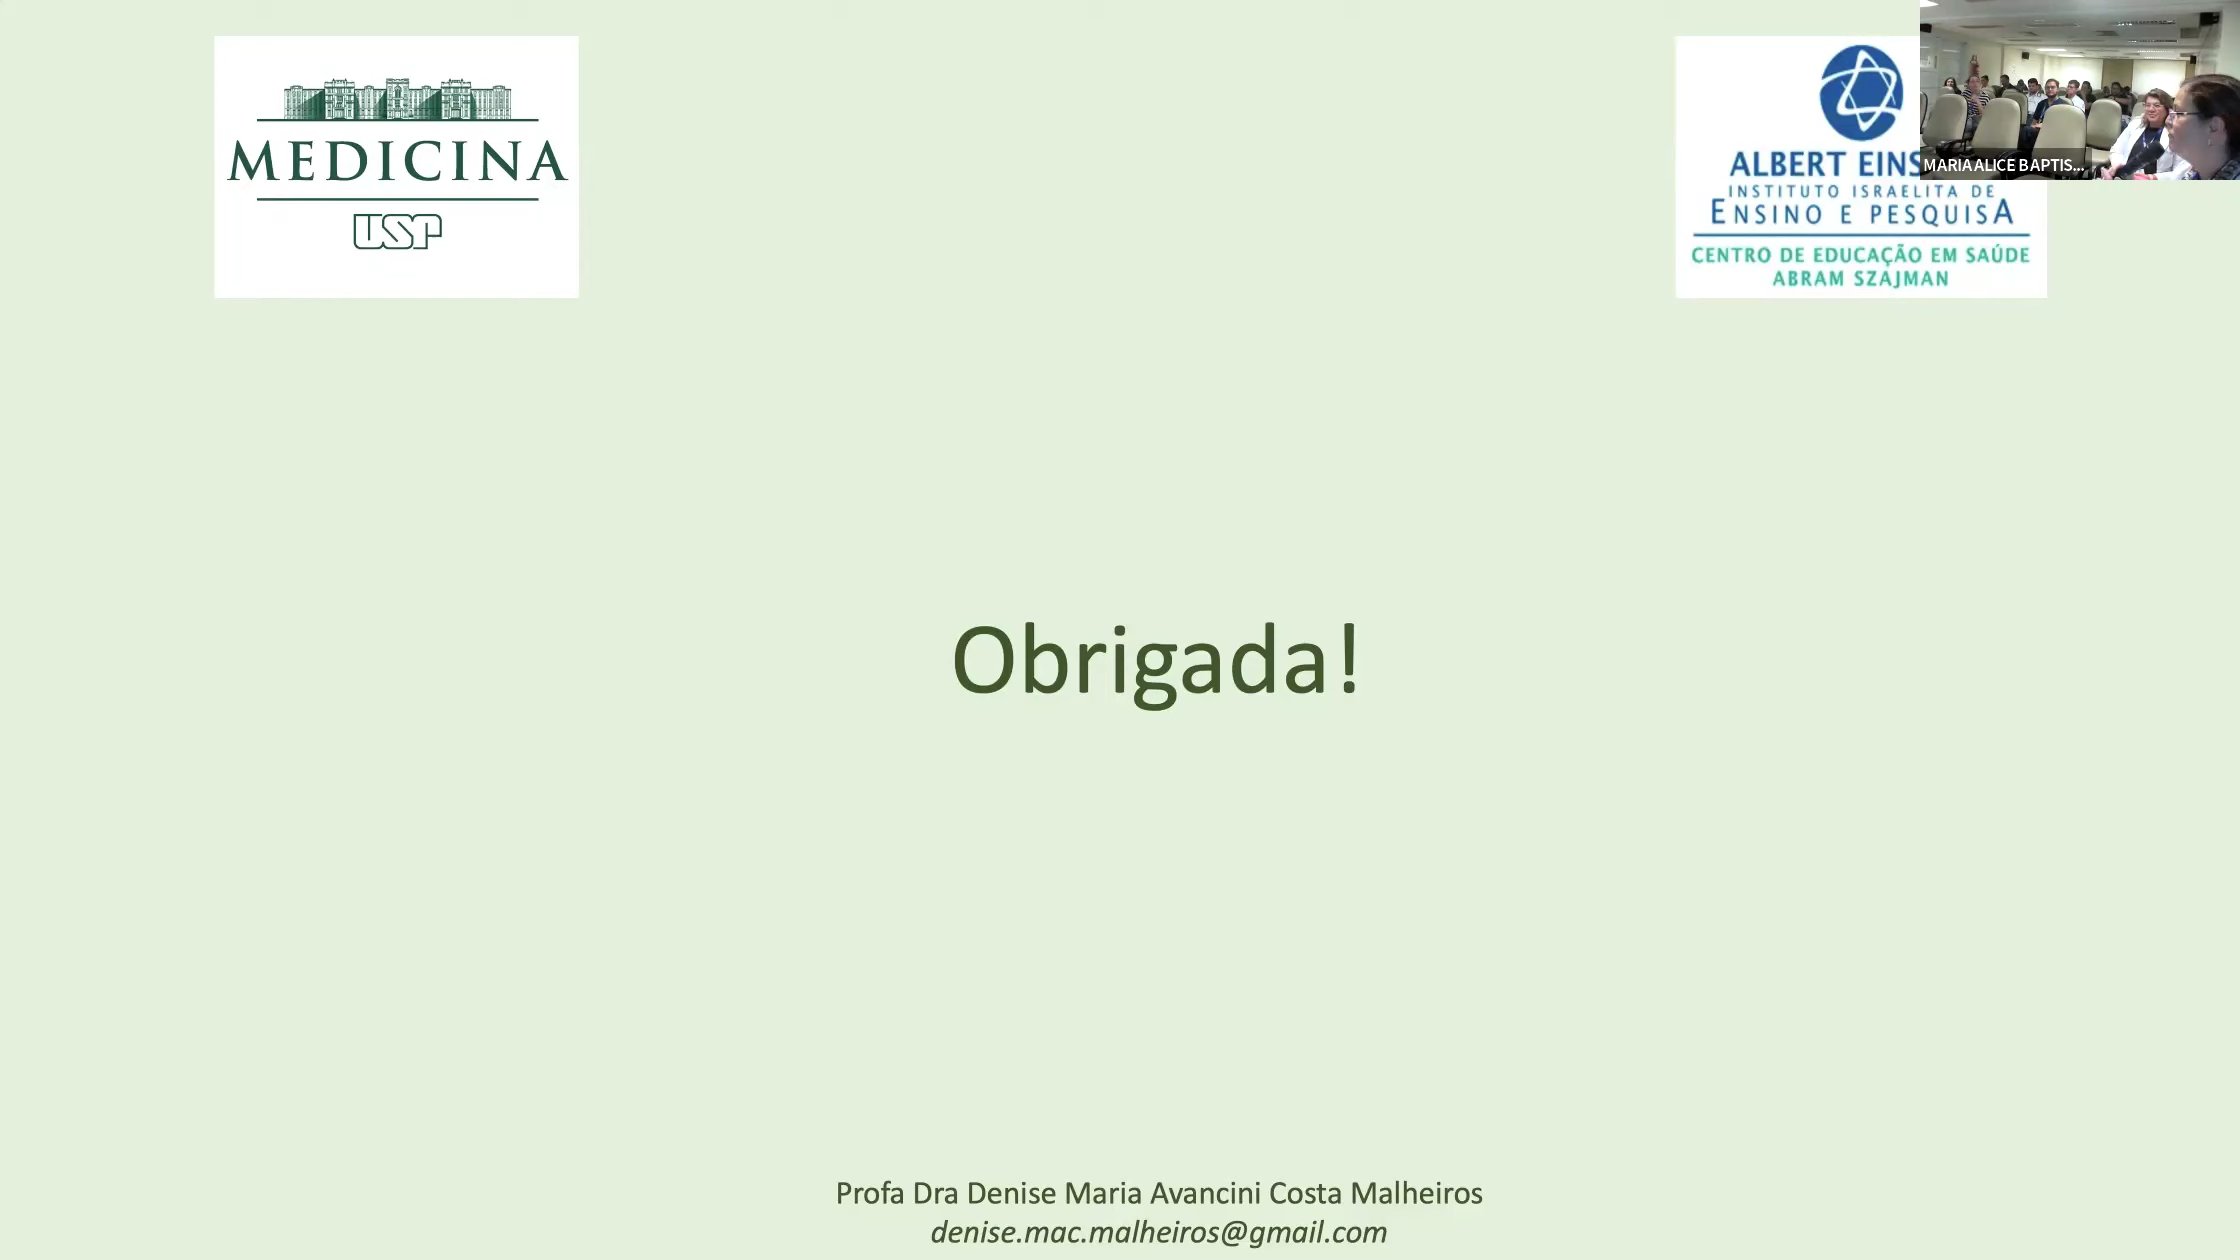 MEDICINA
USP
ALBERT EINS
INSTITUTO ISRAELITA DE
ENSINO E PESQUISA
CENTRO DE EDUCAÇÃO EM SAÚDE
ABRAM SZAJMAN
MARIA ALICE BAPTIS...
Obrigada!
Profa Dra Denise Maria Avancini Costa Malheiros
denise.mac.malheiros@gmail.com